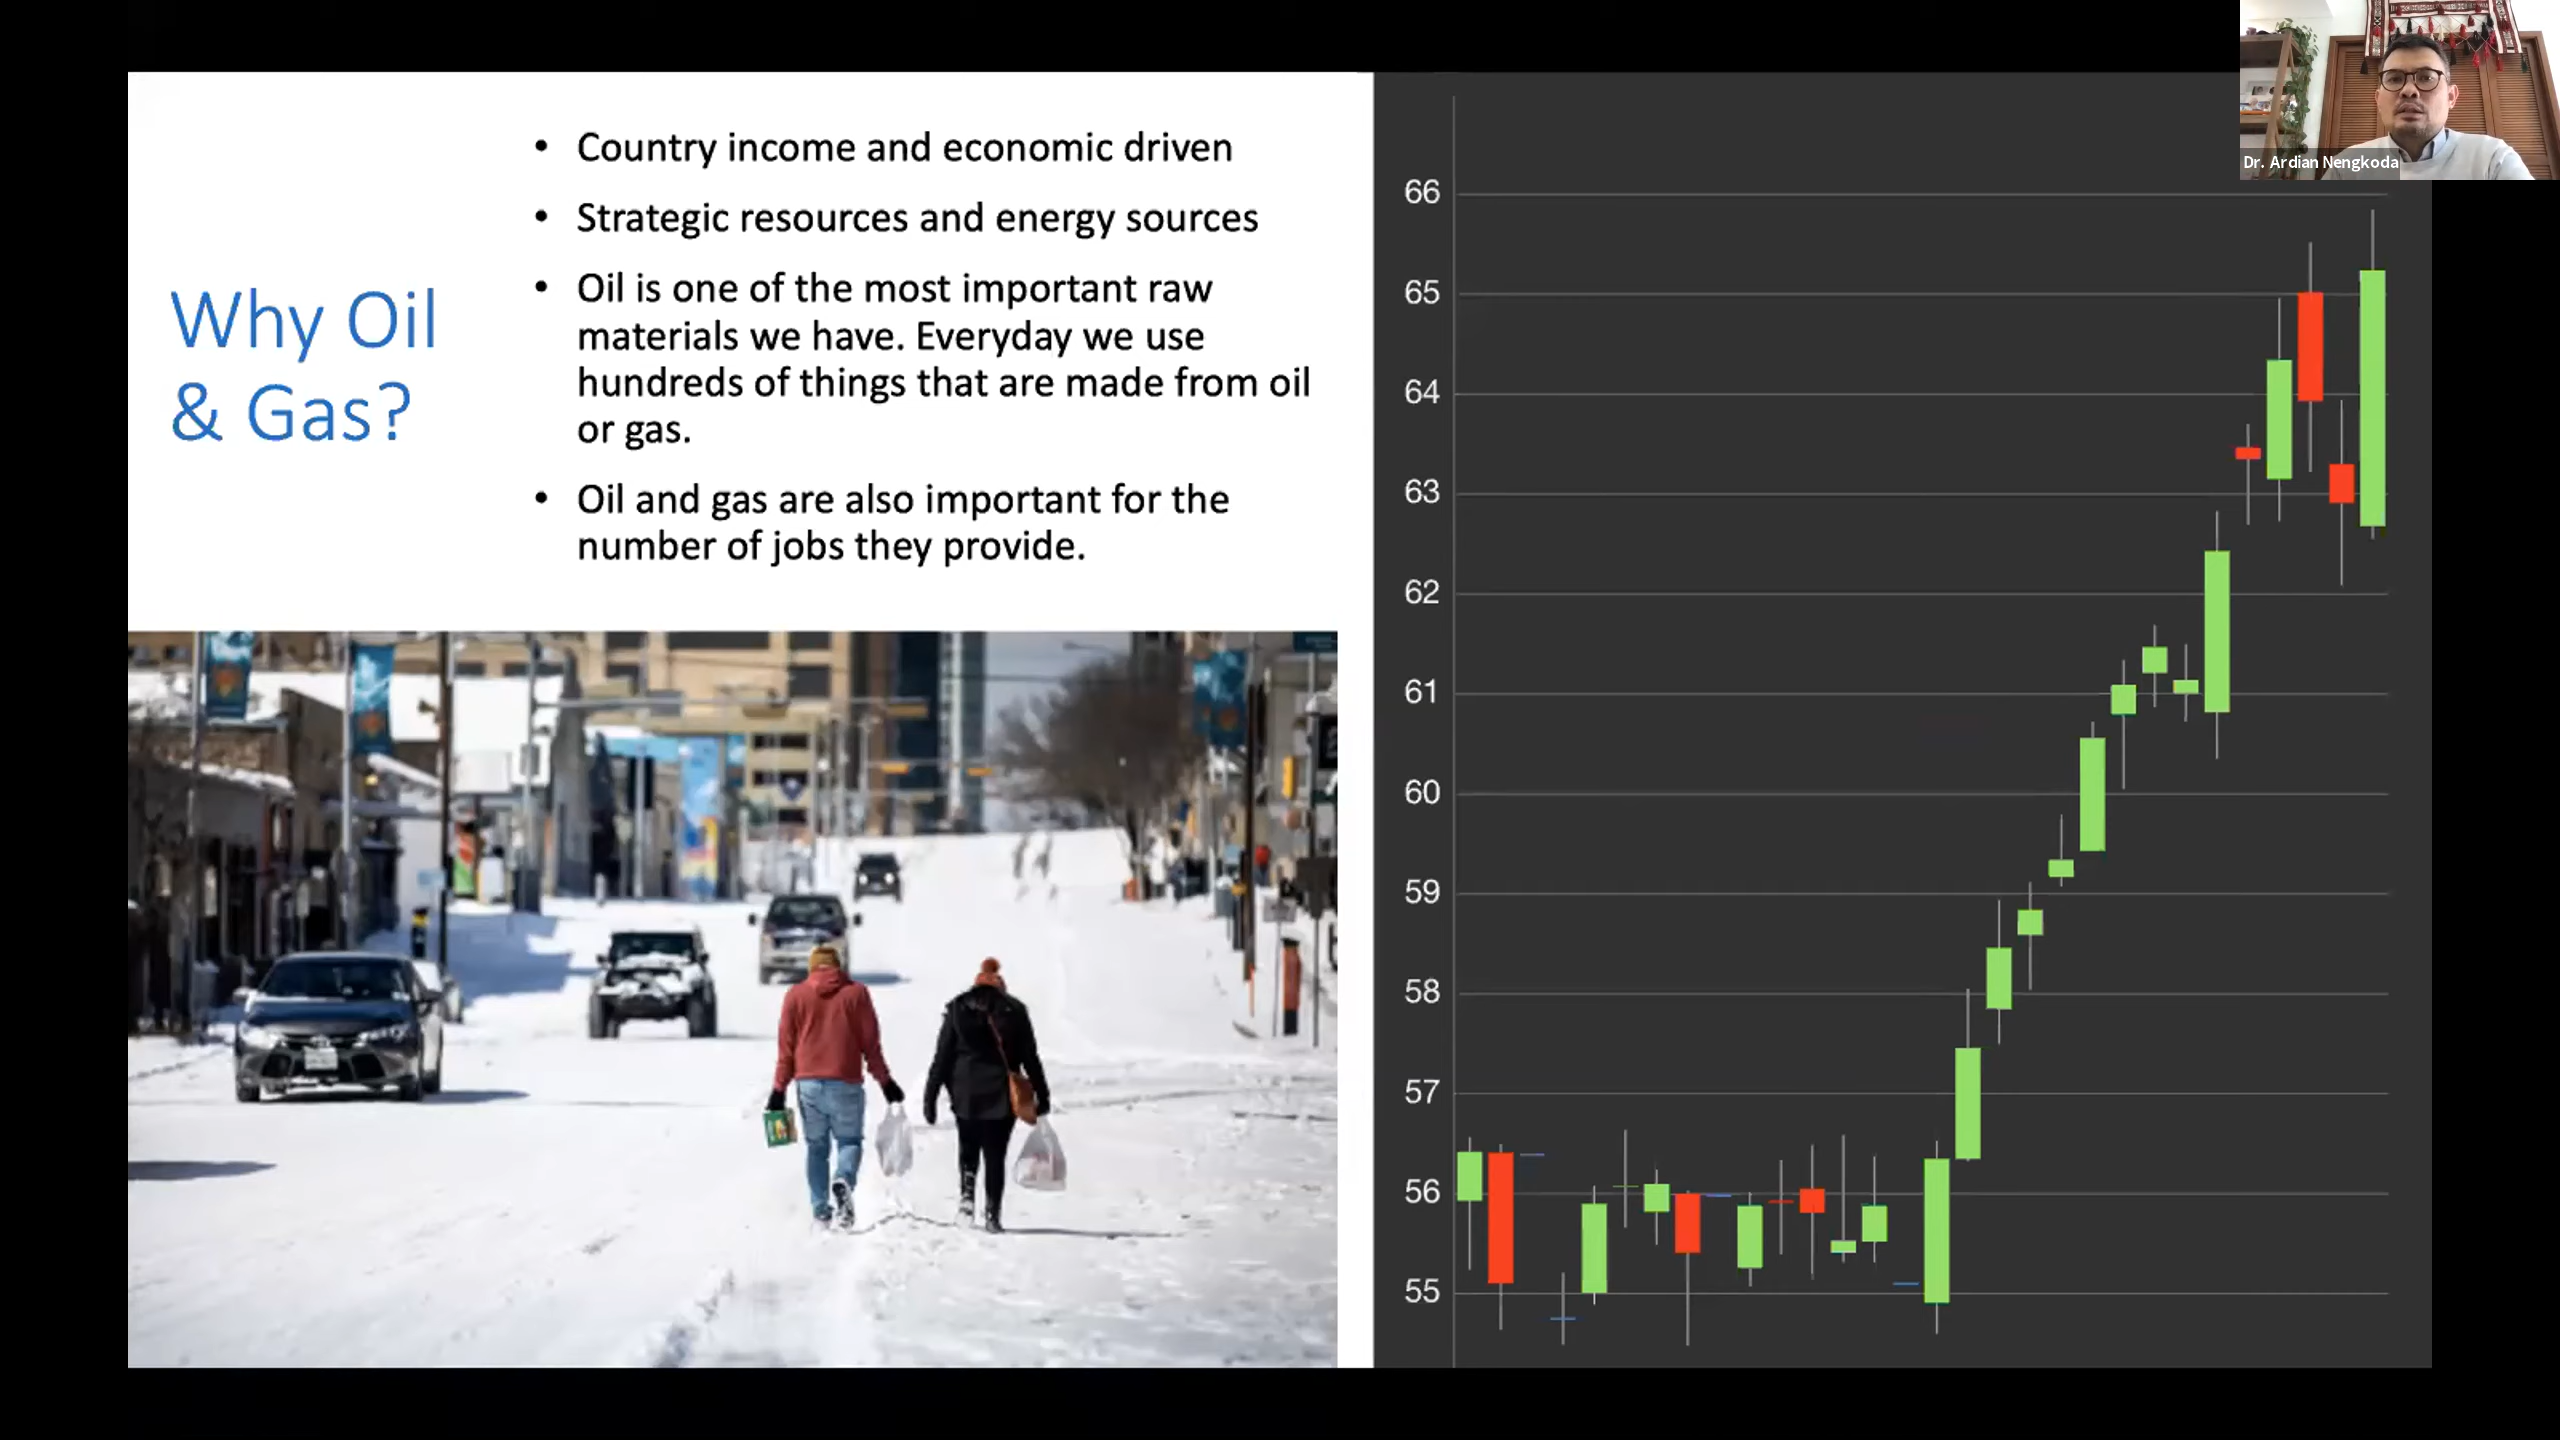 Why Oil
& Gas?
• Country income and economic driven
• Strategic resources and energy sources
• Oil is one of the most important raw
materials we have. Everyday we use
hundreds of things that are made from oil
or gas.
• Oil and gas are also important for the
number of jobs they provide.
66
65
64
63
62
61
60
59
58
57
56
55
Dr. Ardian Nengkoda